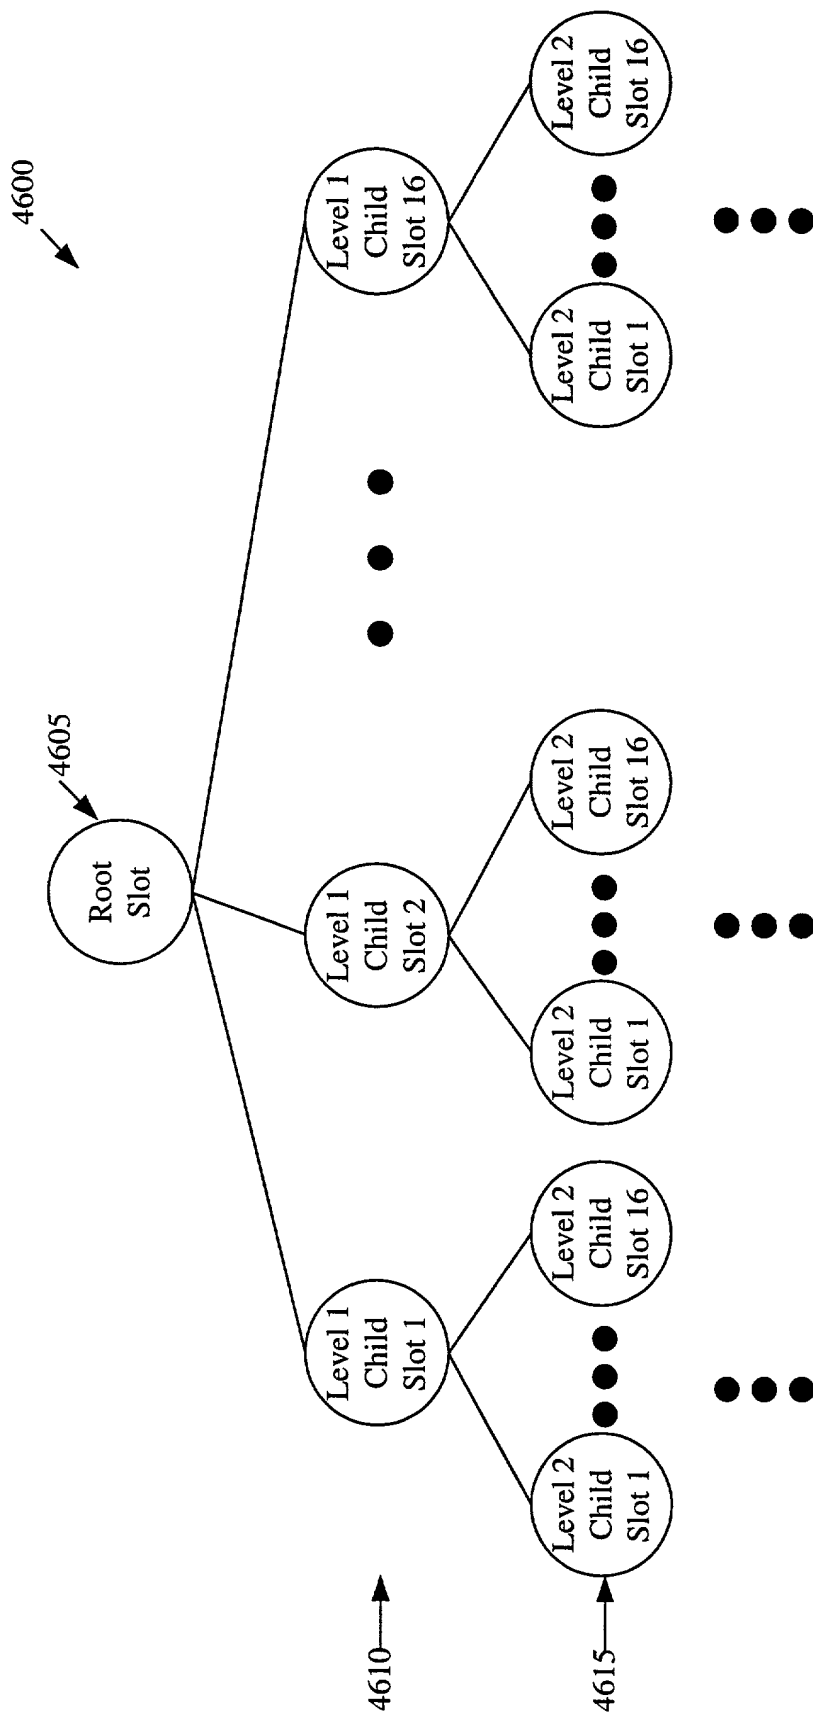 4600
4605
Root
Slot
4610
Level 1
Child
Slot 1
Level 1
Child
Slot 2
Level 1
Child
Slot 16
4615
Level 2
Child
Slot 1
Level 2
Child
Slot 16
Level 2
Child
Slot 1
Level 2
Child
Slot 16
Level 2
Child
Slot 1
Level 2
Child
Slot 16